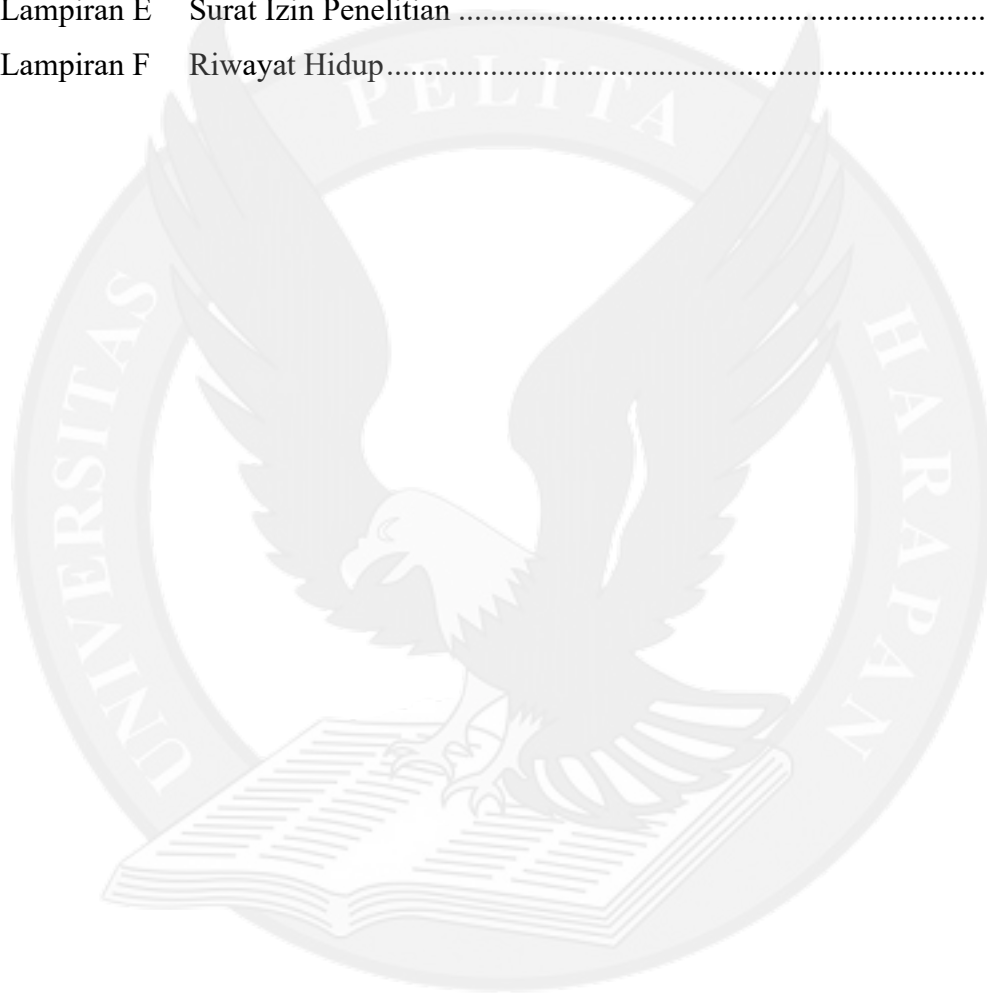 Lampiran E Surat Izin Penelitian ..........................................................................
Lampiran F Riwayat Hidup...................................................................................
PELITA
UNIVERSITAS
HARAPAN